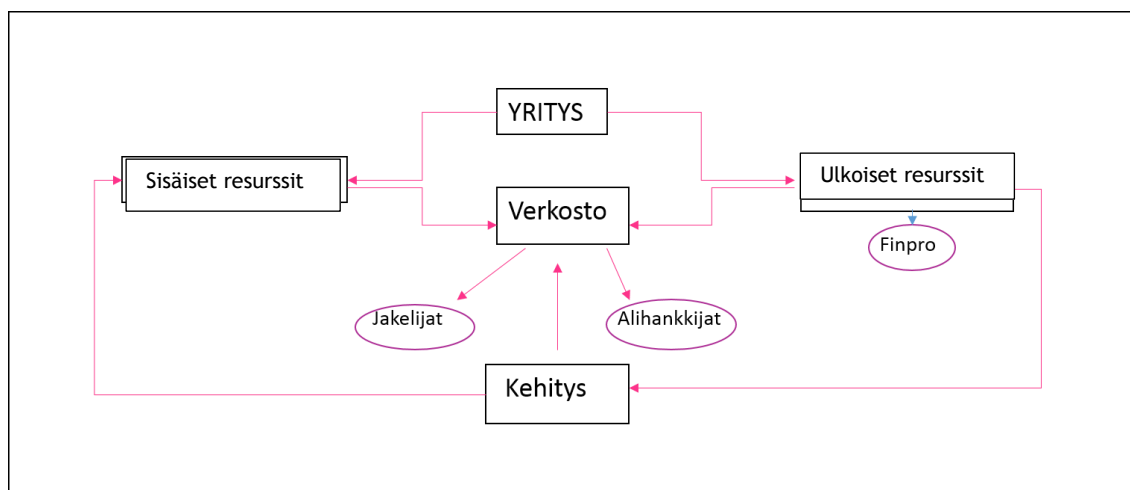 YRITYS
Sisäiset resurssit
Ulkoiset resurssit
Verkosto
Finpro
Jakelijat
Alihankkijat
Kehitys